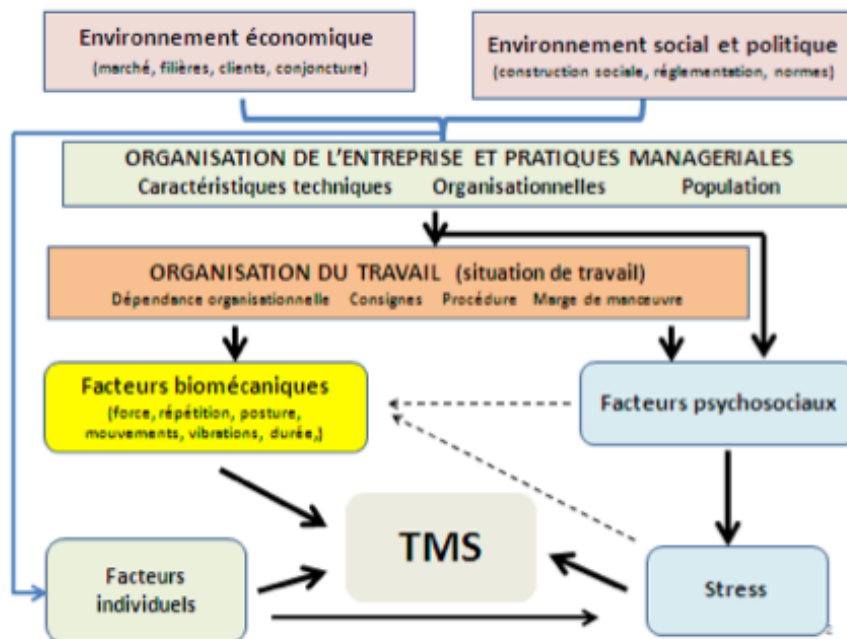 Environnement économique
(marché, filières, clients, conjoncture)
Environnement social et politique
(construction sociale, réglementation, normes)
ORGANISATION DE L'ENTREPRISE ET PRATIQUES MANAGERIALES
Caractéristiques techniques Organisationnelles Population
ORGANISATION DU TRAVAIL (situation de travail)
Dépendance organisationnelle Consignes Procédure Marge de manœuvre
Facteurs biomécaniques
(force, répétition, posture,
mouvements, vibrations, durée,)
Facteurs psychosociaux
TMS
Facteurs
individuels
Stress